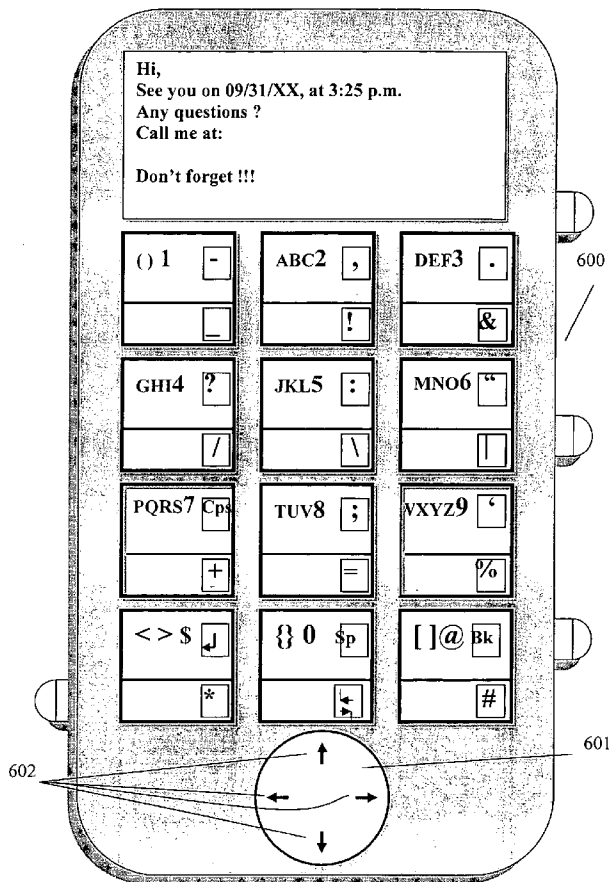 Hi,
See you on 09/31/XX, at 3:25 p.m.
Any questions ?
Call me at:
Don't forget !!!
( ) 1 -
_
ABC2 ,
!
DEF3 .
&
600
GHI4 ?
/
JKL5 :
\
MNO6 “
|
PQRS7 Cps
+
TUV8 ;
=
WXYZ9 ‘
%
< > $ ↲
*
{} 0 Sp
↹
[ ]@ Bk
#
601
602
↑
← →
↓